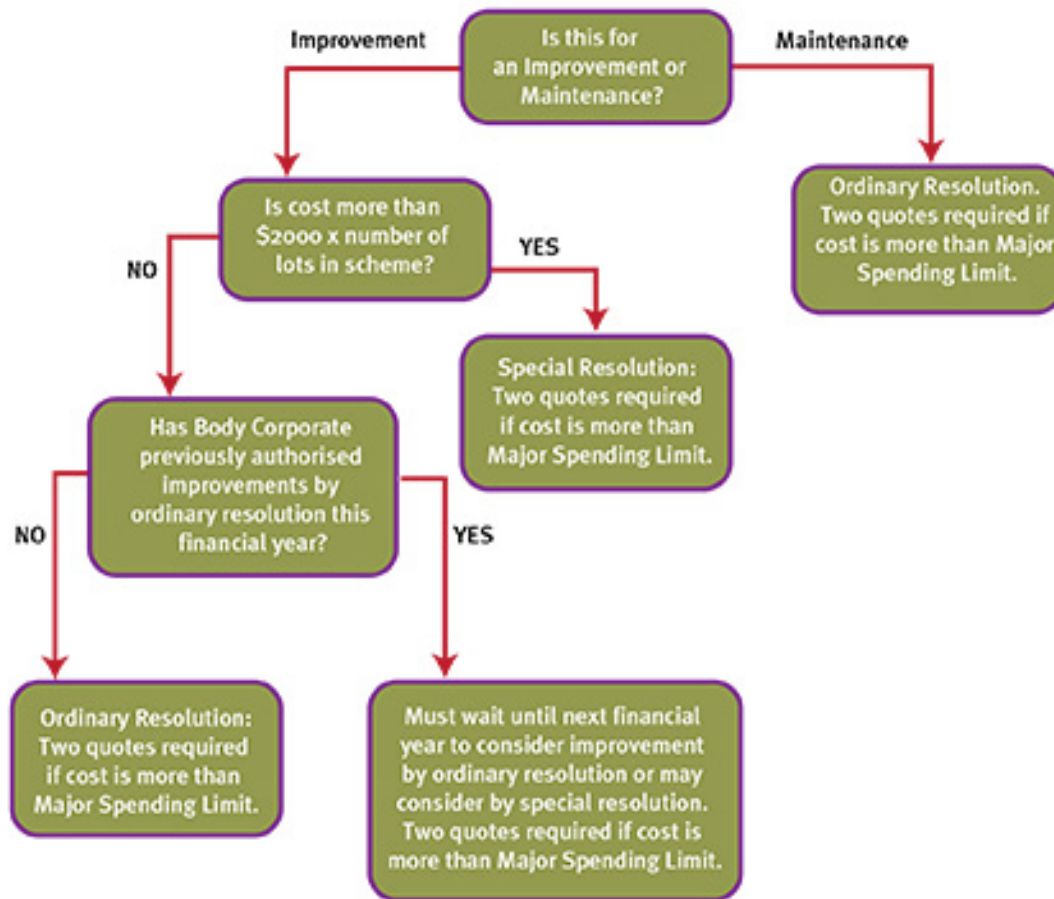 Improvement
Is this for
an Improvement or
Maintenance?
Maintenance
Is cost more than
$2000 x number of
lots in scheme?
Ordinary Resolution.
Two quotes required if
cost is more than Major
Spending Limit.
NO
YES
Special Resolution:
Two quotes required
if cost is more than
Major Spending Limit.
Has Body Corporate
previously authorised
improvements by
ordinary resolution this
financial year?
NO
YES
Ordinary Resolution:
Two quotes required
if cost is more than
Major Spending Limit.
Must wait until next financial
year to consider improvement
by ordinary resolution or may
consider by special resolution.
Two quotes required if cost is
more than Major Spending Limit.